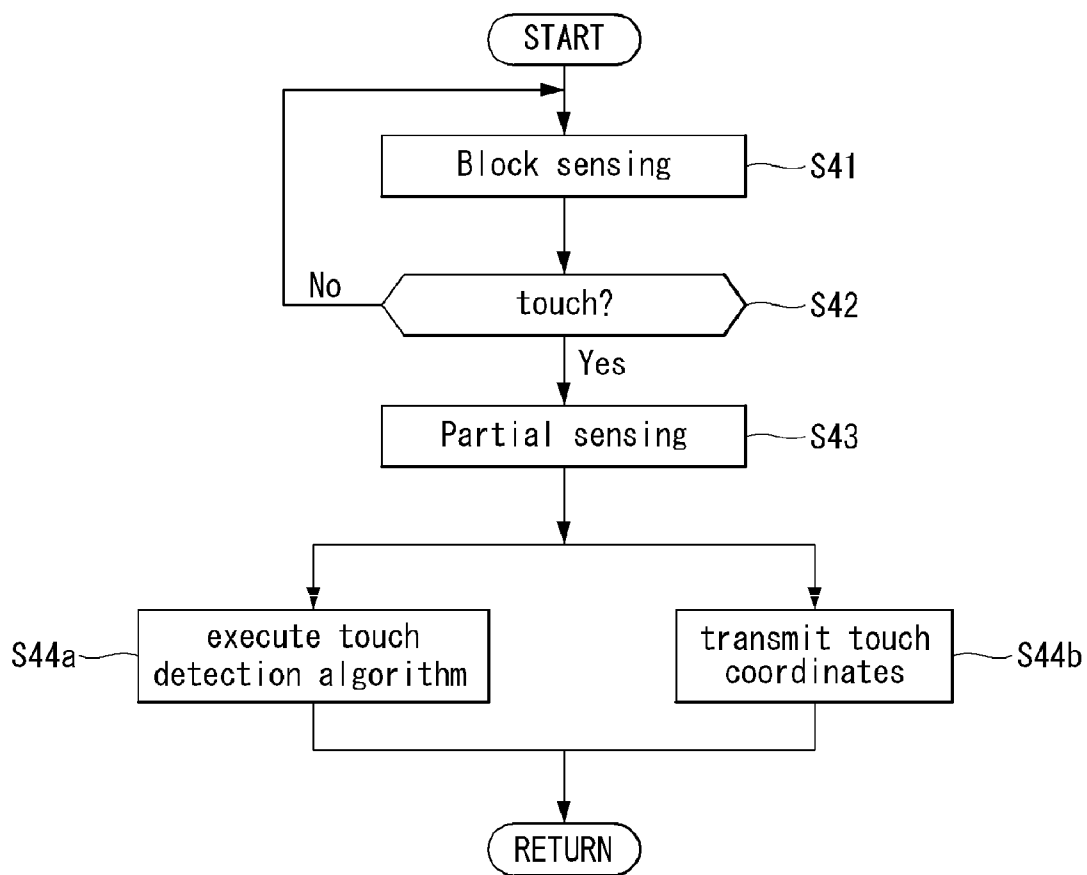 START
Block sensing
S41
No
touch?
S42
Yes
Partial sensing
S43
S44a
execute touch
detection algorithm
transmit touch
coordinates
S44b
RETURN